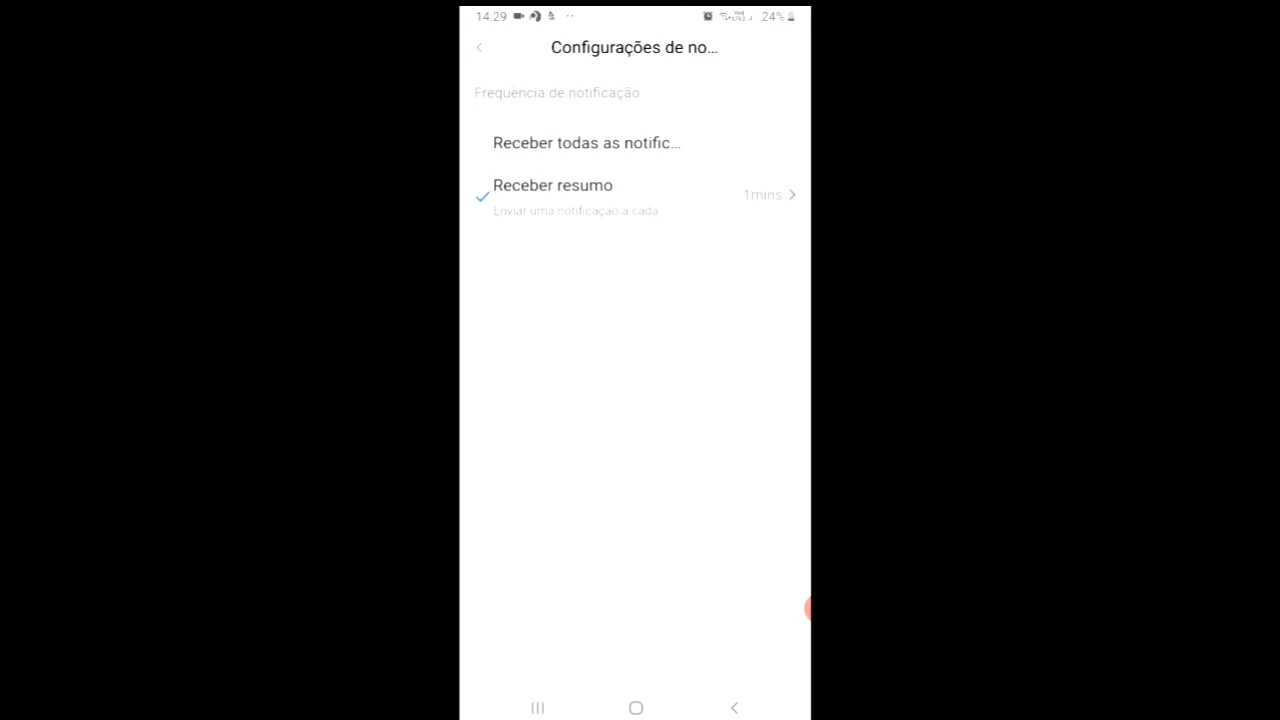 14:29 24%
Configurações de no...
Frequência de notificação
Receber todas as notific...
Receber resumo
1mins
Enviar uma notificação a cada